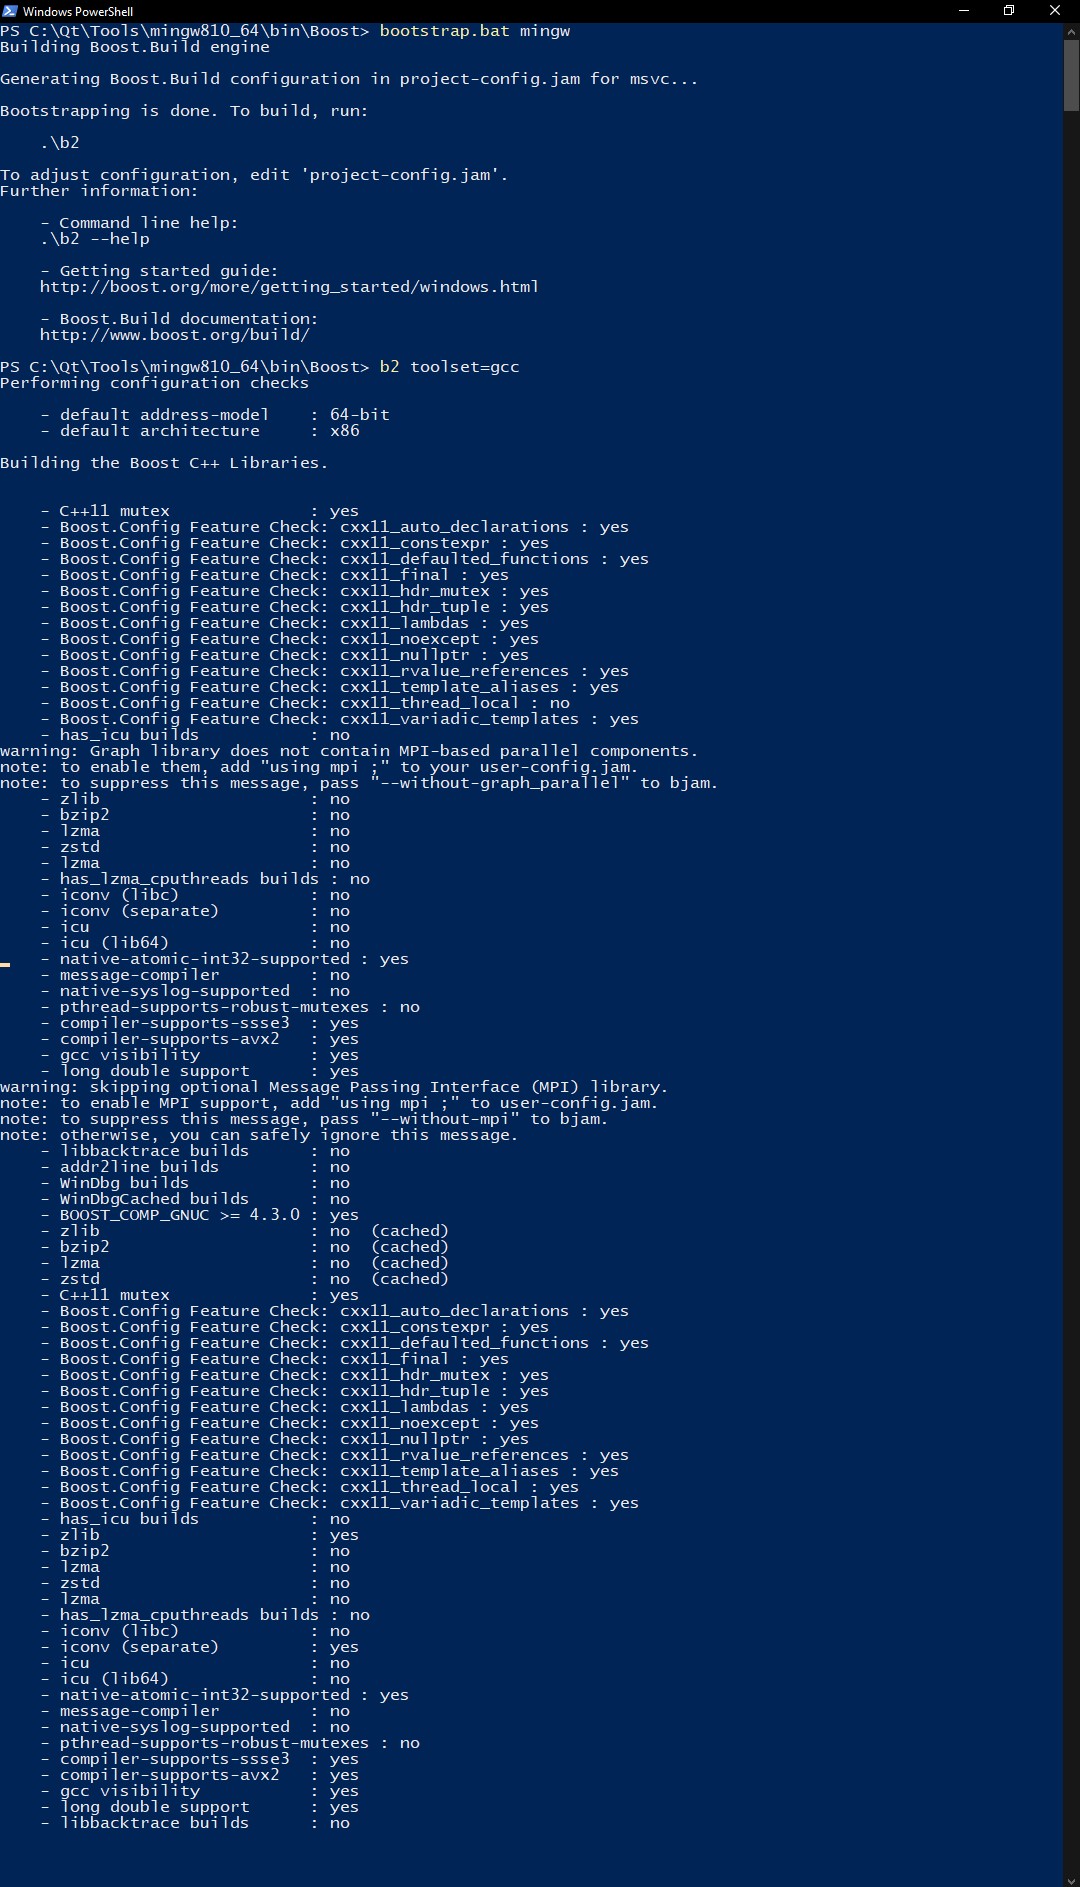 Windows PowerShell
PS C:\Qt\Tools\mingw810_64\bin\Boost> bootstrap.bat mingw
Building Boost.Build engine
Generating Boost.Build configuration in project-config.jam for msvc...
Bootstrapping is done. To build, run:
.\b2
To adjust configuration, edit 'project-config.jam'.
Further information:
- Command line help:
.\b2 --help
- Getting started guide:
http://boost.org/more/getting_started/windows.html
- Boost.Build documentation:
http://www.boost.org/build/
PS C:\Qt\Tools\mingw810_64\bin\Boost> b2 toolset=gcc
Performing configuration checks
- default address-model    : 64-bit
- default architecture     : x86
Building the Boost C++ Libraries.
- C++11 mutex              : yes
- Boost.Config Feature Check: cxx11_auto_declarations : yes
- Boost.Config Feature Check: cxx11_constexpr : yes
- Boost.Config Feature Check: cxx11_defaulted_functions : yes
- Boost.Config Feature Check: cxx11_final : yes
- Boost.Config Feature Check: cxx11_hdr_mutex : yes
- Boost.Config Feature Check: cxx11_hdr_tuple : yes
- Boost.Config Feature Check: cxx11_lambdas : yes
- Boost.Config Feature Check: cxx11_noexcept : yes
- Boost.Config Feature Check: cxx11_nullptr : yes
- Boost.Config Feature Check: cxx11_rvalue_references : yes
- Boost.Config Feature Check: cxx11_template_aliases : yes
- Boost.Config Feature Check: cxx11_thread_local : no
- Boost.Config Feature Check: cxx11_variadic_templates : yes
- has_icu builds           : no
warning: Graph library does not contain MPI-based parallel components.
note: to enable them, add "using mpi ;" to your user-config.jam.
note: to suppress this message, pass "--without-graph_parallel" to bjam.
- zlib                     : no
- bzip2                    : no
- lzma                     : no
- zstd                     : no
- lzma                     : no
- has_lzma_cputhreads builds : no
- iconv (libc)             : no
- iconv (separate)         : no
- icu                      : no
- icu (lib64)              : no
- native-atomic-int32-supported : yes
- message-compiler         : no
- native-syslog-supported  : no
- pthread-supports-robust-mutexes : no
- compiler-supports-ssse3  : yes
- compiler-supports-avx2   : yes
- gcc visibility           : yes
- long double support      : yes
warning: skipping optional Message Passing Interface (MPI) library.
note: to enable MPI support, add "using mpi ;" to user-config.jam.
note: to suppress this message, pass "--without-mpi" to bjam.
note: otherwise, you can safely ignore this message.
- libbacktrace builds      : no
- addr2line builds         : no
- WinDbg builds            : no
- WinDbgCached builds      : no
- BOOST_COMP_GNUC >= 4.3.0 : yes
- zlib                     : no  (cached)
- bzip2                    : no  (cached)
- lzma                     : no  (cached)
- zstd                     : no  (cached)
- C++11 mutex              : yes
- Boost.Config Feature Check: cxx11_auto_declarations : yes
- Boost.Config Feature Check: cxx11_constexpr : yes
- Boost.Config Feature Check: cxx11_defaulted_functions : yes
- Boost.Config Feature Check: cxx11_final : yes
- Boost.Config Feature Check: cxx11_hdr_mutex : yes
- Boost.Config Feature Check: cxx11_hdr_tuple : yes
- Boost.Config Feature Check: cxx11_lambdas : yes
- Boost.Config Feature Check: cxx11_noexcept : yes
- Boost.Config Feature Check: cxx11_nullptr : yes
- Boost.Config Feature Check: cxx11_rvalue_references : yes
- Boost.Config Feature Check: cxx11_template_aliases : yes
- Boost.Config Feature Check: cxx11_thread_local : yes
- Boost.Config Feature Check: cxx11_variadic_templates : yes
- has_icu builds           : no
- zlib                     : yes
- bzip2                    : no
- lzma                     : no
- zstd                     : no
- lzma                     : no
- has_lzma_cputhreads builds : no
- iconv (libc)             : no
- iconv (separate)         : yes
- icu                      : no
- icu (lib64)              : no
- native-atomic-int32-supported : yes
- message-compiler         : no
- native-syslog-supported  : no
- pthread-supports-robust-mutexes : no
- compiler-supports-ssse3  : yes
- compiler-supports-avx2   : yes
- gcc visibility           : yes
- long double support      : yes
- libbacktrace builds      : no